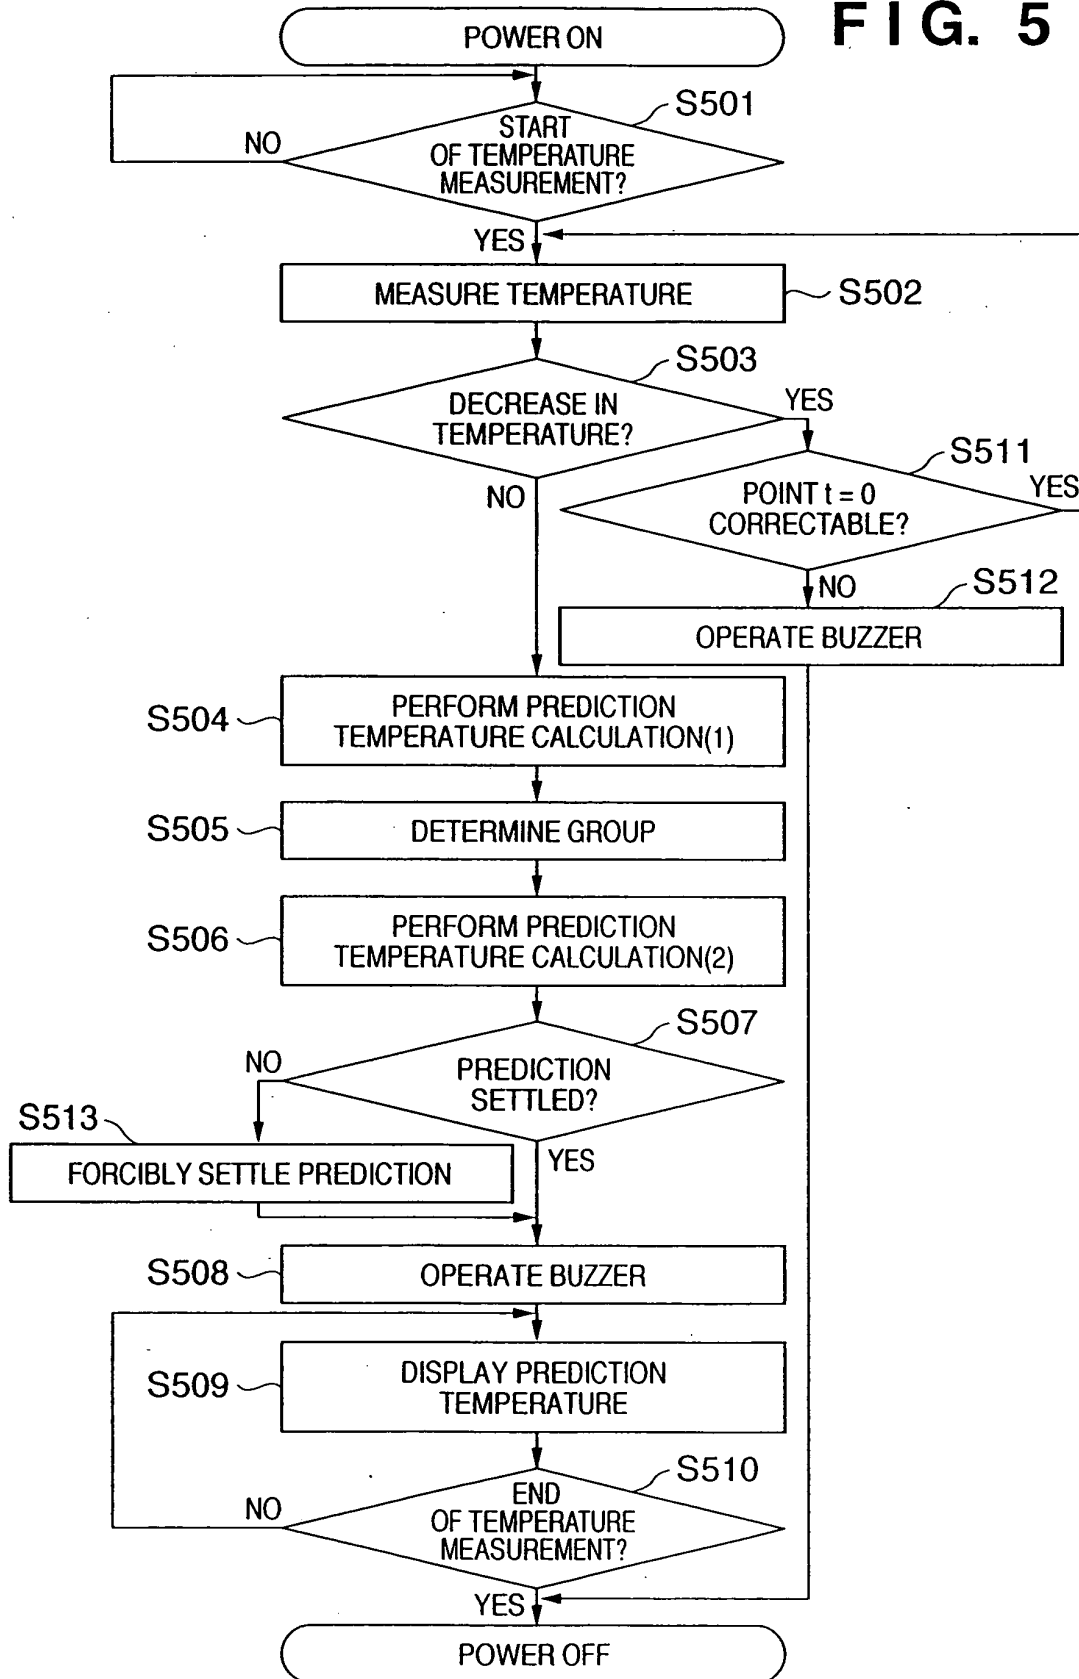 FIG. 5
POWER ON
S501
START
OF TEMPERATURE
MEASUREMENT?
NO
YES
MEASURE TEMPERATURE
S502
S503
DECREASE IN
TEMPERATURE?
YES
NO
S511
POINT t = 0
CORRECTABLE?
YES
NO
S512
OPERATE BUZZER
S504
PERFORM PREDICTION
TEMPERATURE CALCULATION(1)
S505
DETERMINE GROUP
S506
PERFORM PREDICTION
TEMPERATURE CALCULATION(2)
S507
PREDICTION
SETTLED?
NO
YES
S513
FORCIBLY SETTLE PREDICTION
S508
OPERATE BUZZER
S509
DISPLAY PREDICTION
TEMPERATURE
S510
END
OF TEMPERATURE
MEASUREMENT?
NO
YES
POWER OFF